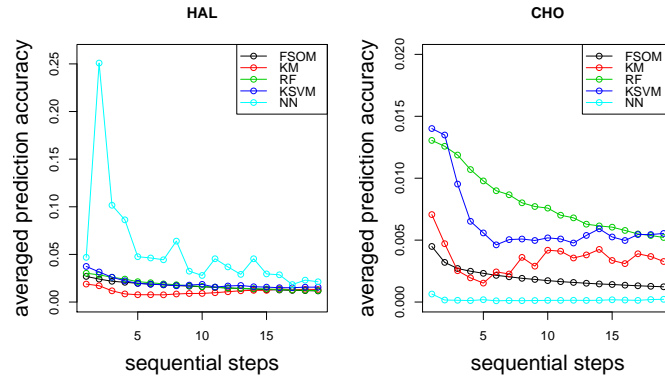 HAL
averaged prediction accuracy
0.00 0.05 0.10 0.15 0.20 0.25
FSOM
KM
RF
KSVM
NN
5 10 15
sequential steps
CHO
averaged prediction accuracy
0.000 0.005 0.010 0.015 0.020
FSOM
KM
RF
KSVM
NN
5 10 15
sequential steps